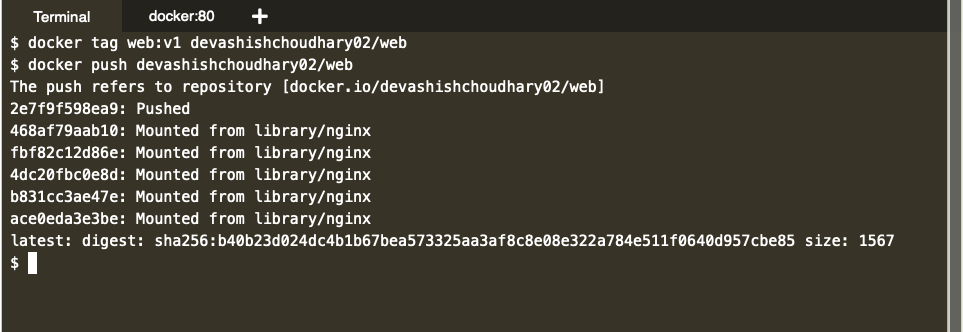 Terminal docker:80 +
$ docker tag web:v1 devashishchoudhary02/web
$ docker push devashishchoudhary02/web
The push refers to repository [docker.io/devashishchoudhary02/web]
2e7f9f598ea9: Pushed
468af79aab10: Mounted from library/nginx
fbf82c12d86e: Mounted from library/nginx
4dc20fbc0e8d: Mounted from library/nginx
b831cc3ae47e: Mounted from library/nginx
ace0eda3e3be: Mounted from library/nginx
latest: digest: sha256:b40b23d024dc4b1b67bea573325aa3af8c8e08e322a784e511f0640d957cbe85 size: 1567
$